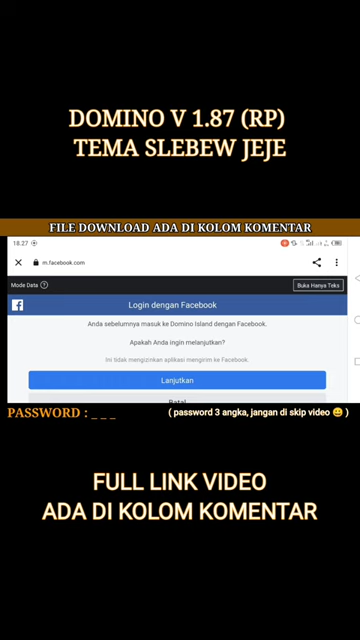 DOMINO V 1.87 (RP)
TEMA SLEBEW JEJE
FILE DOWNLOAD ADA DI KOLOM KOMENTAR
18.27
m.facebook.com
Mode Data ?
Buka Hanya Teks
f
Login dengan Facebook
Anda sebelumnya masuk ke Domino Island dengan Facebook.
Apakah Anda ingin melanjutkan?
Ini tidak mengizinkan aplikasi mengirim ke Facebook.
Lanjutkan
Batal
PASSWORD : _ _ _
( password 3 angka, jangan di skip video 😀 )
FULL LINK VIDEO
ADA DI KOLOM KOMENTAR